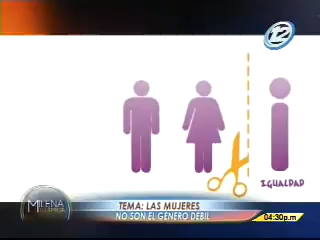 12
IGUALDAD
MILENA
TEMA: LAS MUJERES
NO SON EL GÉNERO DÉBIL
04:30p.m